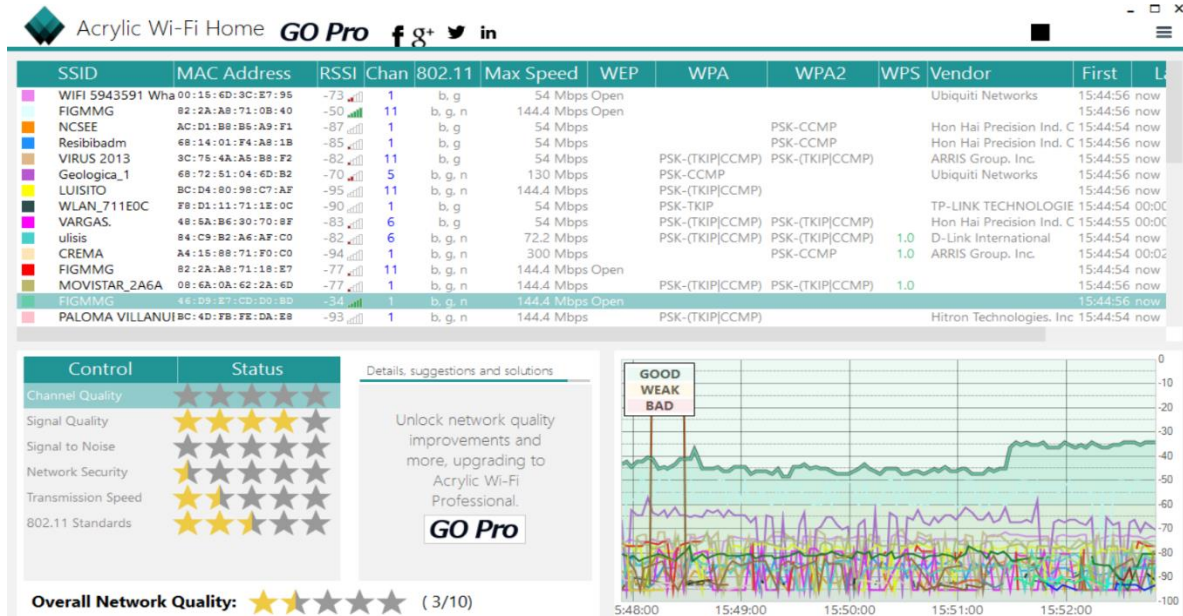 Acrylic Wi-Fi Home GO Pro f g+ in
SSID MAC Address RSSI Chan 802.11 Max Speed WEP WPA WPA2 WPS Vendor First La
WIFI 5943591 Wha 00:15:6D:3C:E7:95 -73 1 b, g 54 Mbps Open Ubiquiti Networks 15:44:56 now
FIGMMG 82:2A:A8:71:0B:40 -50 11 b, g, n 144.4 Mbps Open 15:44:56 now
NCSEE AC:D1:B8:B5:A9:F1 -87 1 b, g 54 Mbps PSK-CCMP Hon Hai Precision Ind. C 15:44:54 now
Resibibadm 68:14:01:F4:A8:1B -85 1 b, g 54 Mbps PSK-CCMP Hon Hai Precision Ind. C 15:44:56 now
VIRUS 2013 3C:75:4A:A5:B8:F2 -82 11 b, g 54 Mbps PSK-(TKIP|CCMP) PSK-(TKIP|CCMP) ARRIS Group. Inc. 15:44:55 now
Geologica_1 68:72:51:04:6D:B2 -70 5 b, g 130 Mbps PSK-CCMP Ubiquiti Networks 15:44:56 now
LUISITO BC:D4:80:98:C7:AF -95 11 b, g, n 144.4 Mbps PSK-(TKIP|CCMP) 15:44:55 now
WLAN_711E0C F8:D1:11:71:1E:0C -90 1 b, g 54 Mbps PSK-TKIP TP-LINK TECHNOLOGIE 15:44:54 00:00
VARGAS. 48:5A:B6:30:70:8F -83 6 b, g 54 Mbps PSK-(TKIP|CCMP) PSK-(TKIP|CCMP) Hon Hai Precision Ind. C 15:44:55 00:00
ulisis 84:C9:B2:A6:AF:C0 -82 6 b, g, n 72.2 Mbps PSK-(TKIP|CCMP) PSK-(TKIP|CCMP) 1.0 D-Link International 15:44:54 now
CREMA A4:15:88:71:F0:C0 -94 1 b, g, n 300 Mbps PSK-CCMP 1.0 ARRIS Group. Inc. 15:44:54 00:02
FIGMMG 82:2A:A8:71:18:E7 -77 11 b, g, n 144.4 Mbps Open 15:44:54 now
MOVISTAR_2A6A 08:6A:0A:62:2A:6D -77 1 b, g, n 144.4 Mbps PSK-(TKIP|CCMP) PSK-(TKIP|CCMP) 1.0 15:44:54 now
FIGMMG 46:D9:E7:CD:D0:BD -34 1 b, g, n 144.4 Mbps Open 15:44:56 now
PALOMA VILLANUE BC:4D:FB:FE:DA:E8 -93 1 b, g, n 144.4 Mbps PSK-(TKIP|CCMP) Hitron Technologies. Inc 15:44:54 now
Control Status
Channel Quality
Signal Quality
Signal to Noise
Network Security
Transmission Speed
802.11 Standards
Details, suggestions and solutions
Unlock network quality
improvements and
more, upgrading to
Acrylic Wi-Fi
Professional.
GO Pro
Overall Network Quality: ( 3/10)
GOOD
WEAK
BAD
0
-10
-20
-30
-40
-50
-60
-70
-80
-90
-100
5:48:00 15:49:00 15:50:00 15:51:00 15:52:00